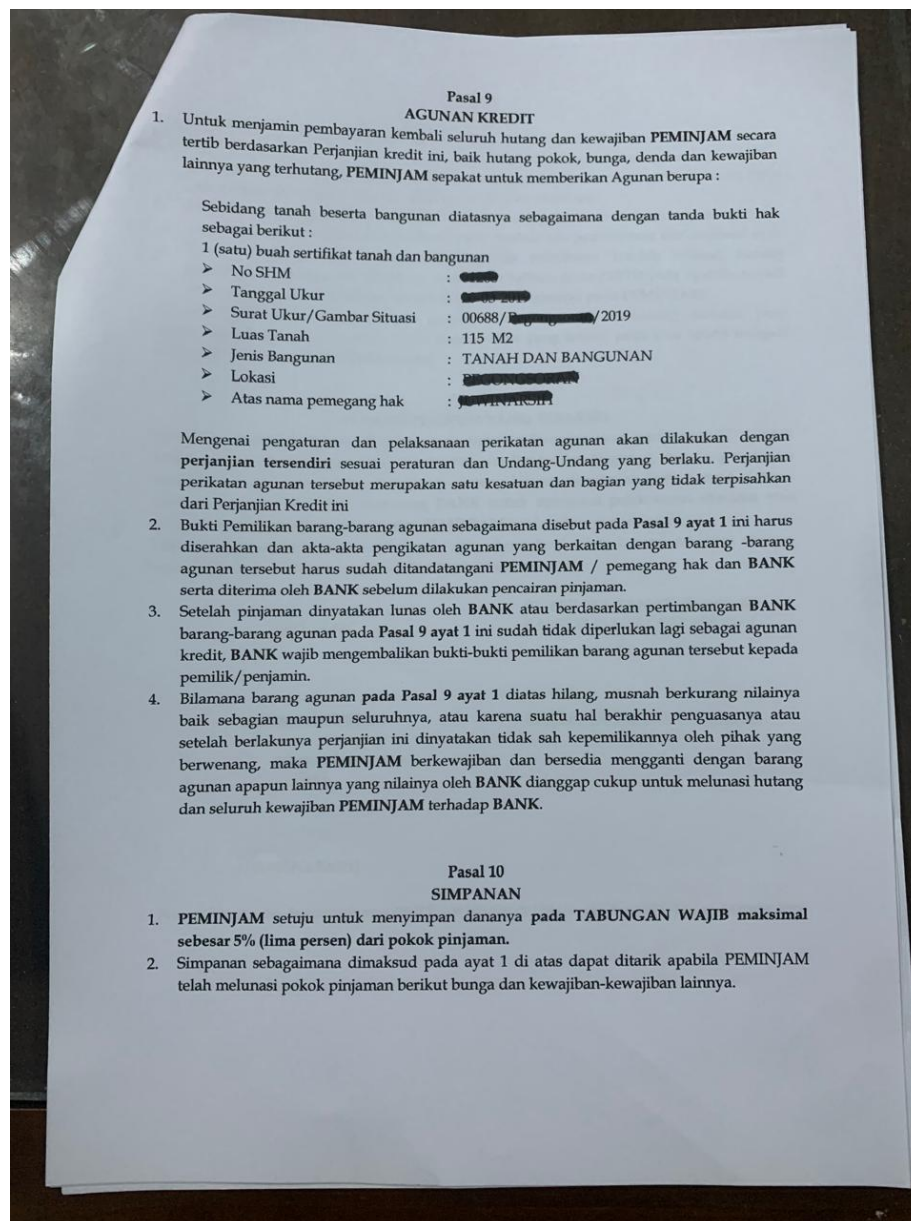 Pasal 9
AGUNAN KREDIT
1. Untuk menjamin pembayaran kembali seluruh hutang dan kewajiban PEMINJAM secara
tertib berdasarkan Perjanjian kredit ini, baik hutang pokok, bunga, denda dan kewajiban
lainnya yang terhutang, PEMINJAM sepakat untuk memberikan Agunan berupa :
Sebidang tanah beserta bangunan diatasnya sebagaimana dengan tanda bukti hak
sebagai berikut :
1 (satu) buah sertifikat tanah dan bangunan
➢ No SHM :
➢ Tanggal Ukur :
➢ Surat Ukur/Gambar Situasi : 00688/ /2019
➢ Luas Tanah : 115 M2
➢ Jenis Bangunan : TANAH DAN BANGUNAN
➢ Lokasi :
➢ Atas nama pemegang hak :
Mengenai pengaturan dan pelaksanaan perikatan agunan akan dilakukan dengan
perjanjian tersendiri sesuai peraturan dan Undang-Undang yang berlaku. Perjanjian
perikatan agunan tersebut merupakan satu kesatuan dan bagian yang tidak terpisahkan
dari Perjanjian Kredit ini
2. Bukti Pemilikan barang-barang agunan sebagaimana disebut pada Pasal 9 ayat 1 ini harus
diserahkan dan akta-akta pengikatan agunan yang berkaitan dengan barang -barang
agunan tersebut harus sudah ditandatangani PEMINJAM / pemegang hak dan BANK
serta diterima oleh BANK sebelum dilakukan pencairan pinjaman.
3. Setelah pinjaman dinyatakan lunas oleh BANK atau berdasarkan pertimbangan BANK
barang-barang agunan pada Pasal 9 ayat 1 ini sudah tidak diperlukan lagi sebagai agunan
kredit, BANK wajib mengembalikan bukti-bukti pemilikan barang agunan tersebut kepada
pemilik/penjamin.
4. Bilamana barang agunan pada Pasal 9 ayat 1 diatas hilang, musnah berkurang nilainya
baik sebagian maupun seluruhnya, atau karena suatu hal berakhir penguasanya atau
setelah berlakunya perjanjian ini dinyatakan tidak sah kepemilikannya oleh pihak yang
berwenang, maka PEMINJAM berkewajiban dan bersedia mengganti dengan barang
agunan apapun lainnya yang nilainya oleh BANK dianggap cukup untuk melunasi hutang
dan seluruh kewajiban PEMINJAM terhadap BANK.
Pasal 10
SIMPANAN
1. PEMINJAM setuju untuk menyimpan dananya pada TABUNGAN WAJIB maksimal
sebesar 5% (lima persen) dari pokok pinjaman.
2. Simpanan sebagaimana dimaksud pada ayat 1 di atas dapat ditarik apabila PEMINJAM
telah melunasi pokok pinjaman berikut bunga dan kewajiban-kewajiban lainnya.